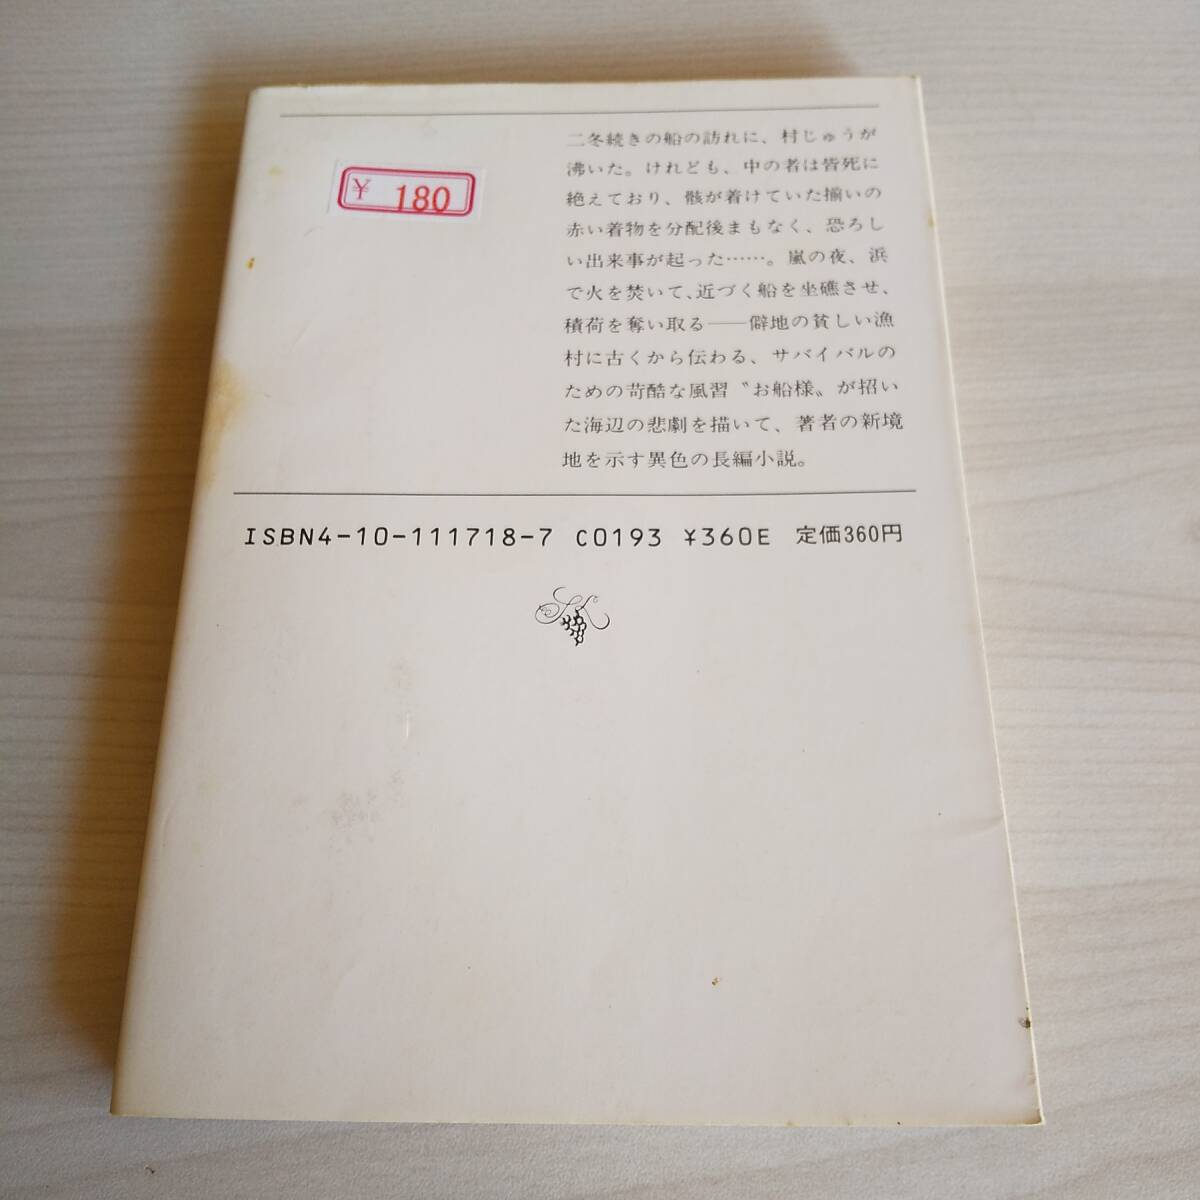 ¥ 180
二冬続きの船の訪れに、村じゅうが
沸いた。けれども、中の者は皆死に
絶えており、骸が着けていた揃いの
赤い着物を分配後まもなく、恐ろし
い出来事が起った……。嵐の夜、浜
で火を焚いて、近づく船を坐礁させ、
積荷を奪い取る――僻地の貧しい漁
村に古くから伝わる、サバイバルの
ための苛酷な風習〝お船様〟が招い
た海辺の悲劇を描いて、著者の新境
地を示す異色の長編小説。
ISBN4-10-111718-7 C0193 ¥360E 定価360円